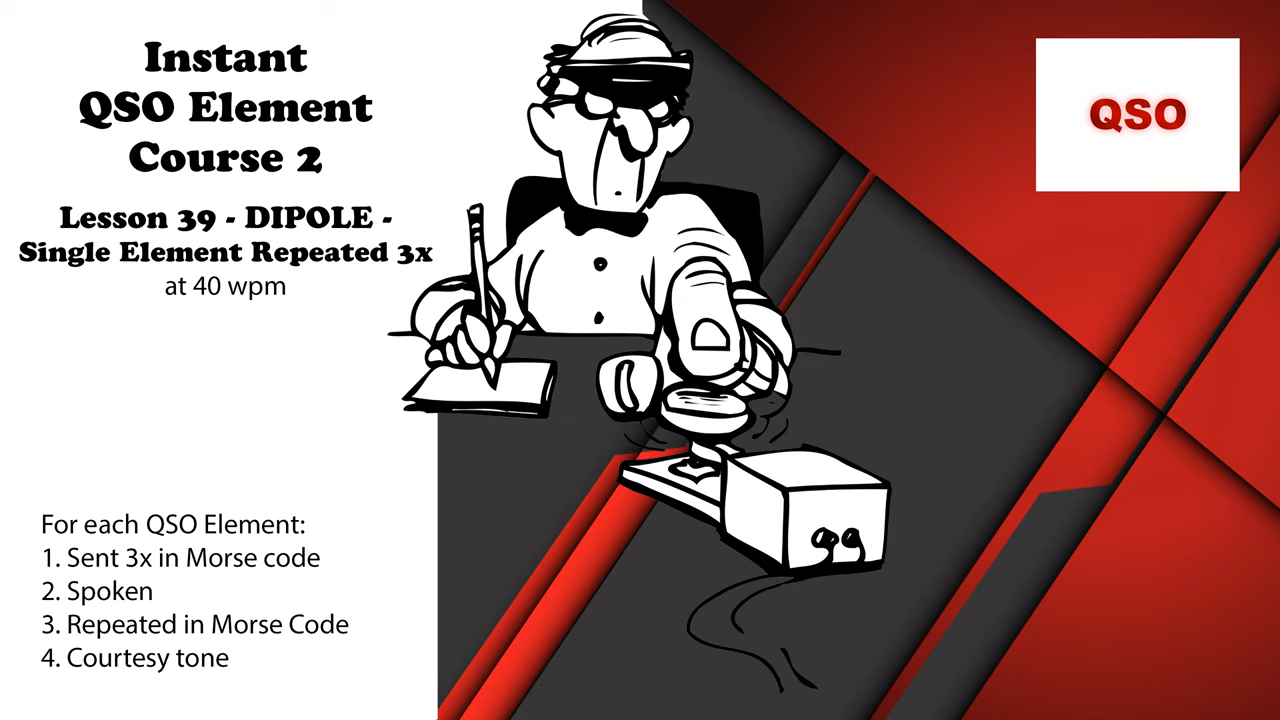 Instant
QSO Element
Course 2
Lesson 39 - DIPOLE -
Single Element Repeated 3x
at 40 wpm
QSO
For each QSO Element:
1. Sent 3x in Morse code
2. Spoken
3. Repeated in Morse Code
4. Courtesy tone